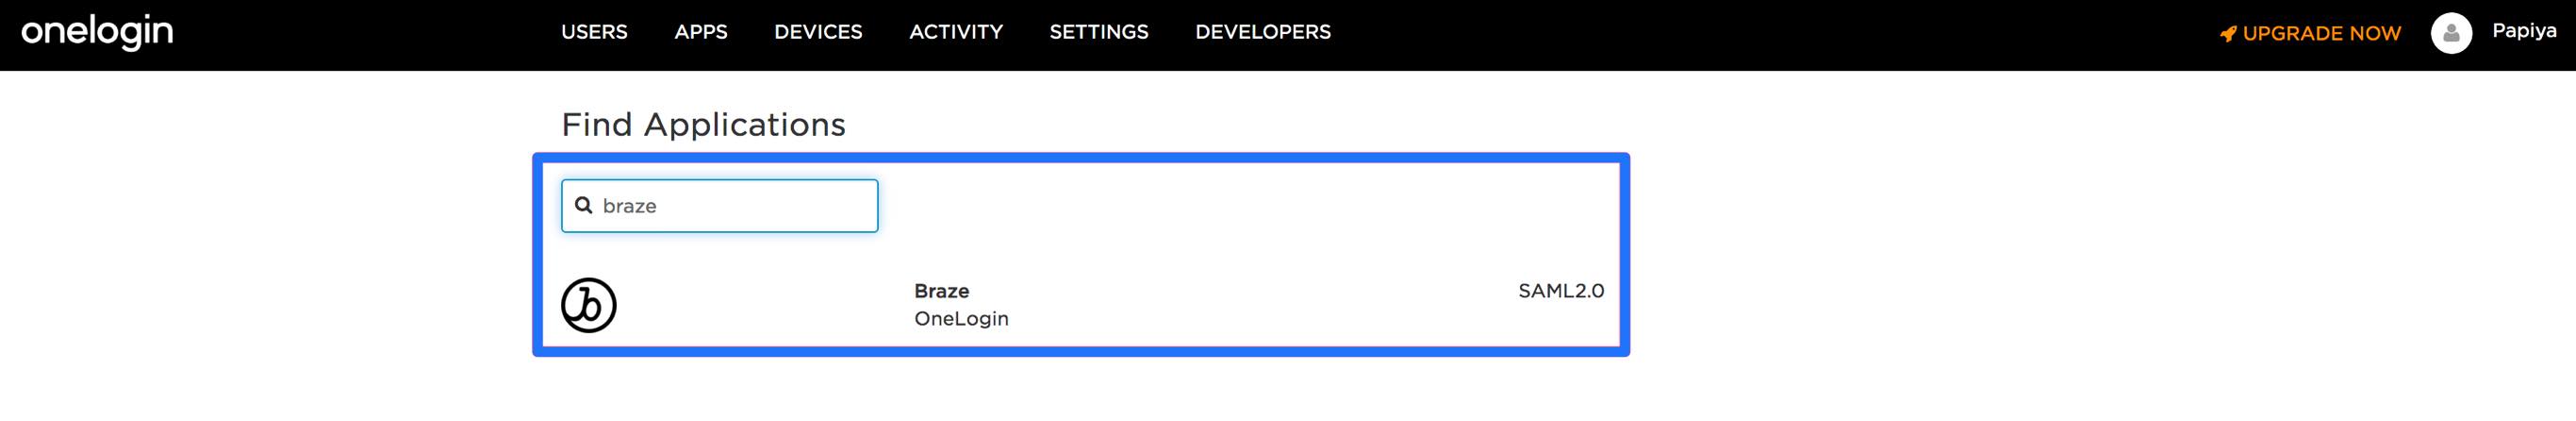 onelogin
USERS APPS DEVICES ACTIVITY SETTINGS DEVELOPERS
UPGRADE NOW
Papiya
Find Applications
braze
Braze
SAML2.0
OneLogin